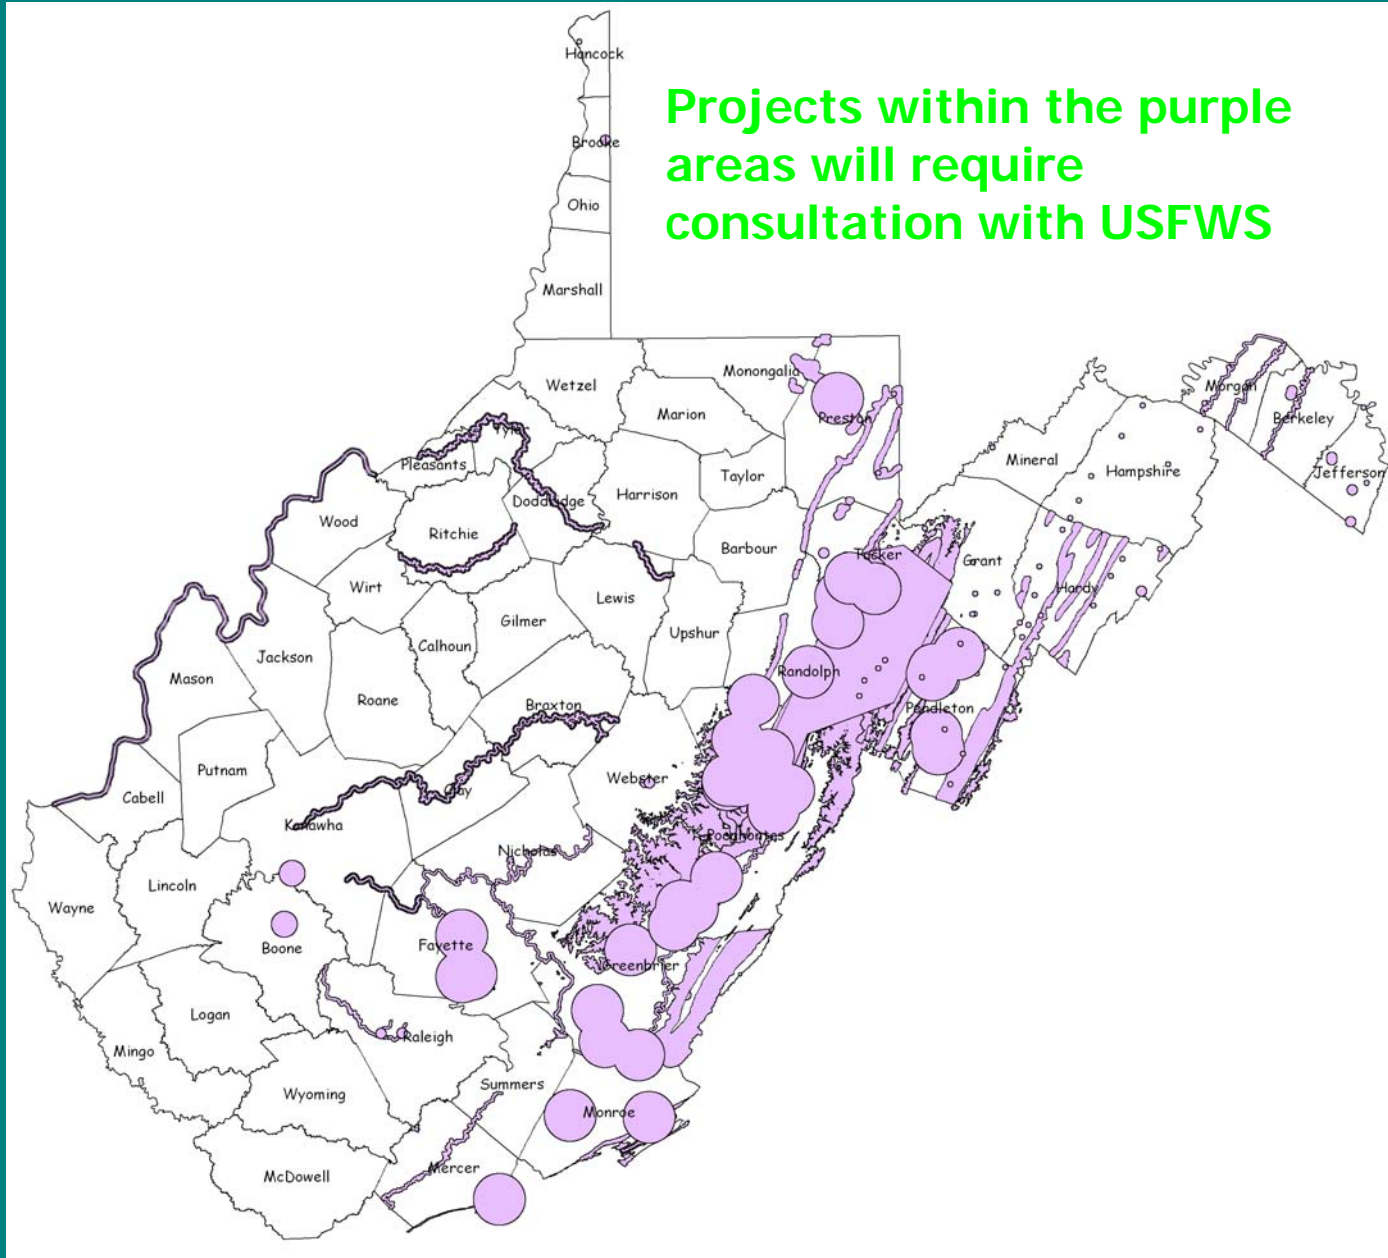 Hancock
Projects within the purple
areas will require
consultation with USFWS
Brooke
Ohio
Marshall
Wetzel
Monongalia
Marion
Preston
Morgan
Berkeley
Tyler
Pleasants
Mineral
Hampshire
Jefferson
Taylor
Harrison
Doddridge
Wood
Ritchie
Barbour
Tucker
Grant
Hardy
Wirt
Lewis
Gilmer
Upshur
Calhoun
Jackson
Randolph
Mason
Roane
Braxton
Pendleton
Putnam
Webster
Cabell
Clay
Kanawha
Pocahontas
Nicholas
Lincoln
Wayne
Fayette
Boone
Greenbrier
Logan
Raleigh
Mingo
Summers
Wyoming
Monroe
Mercer
McDowell